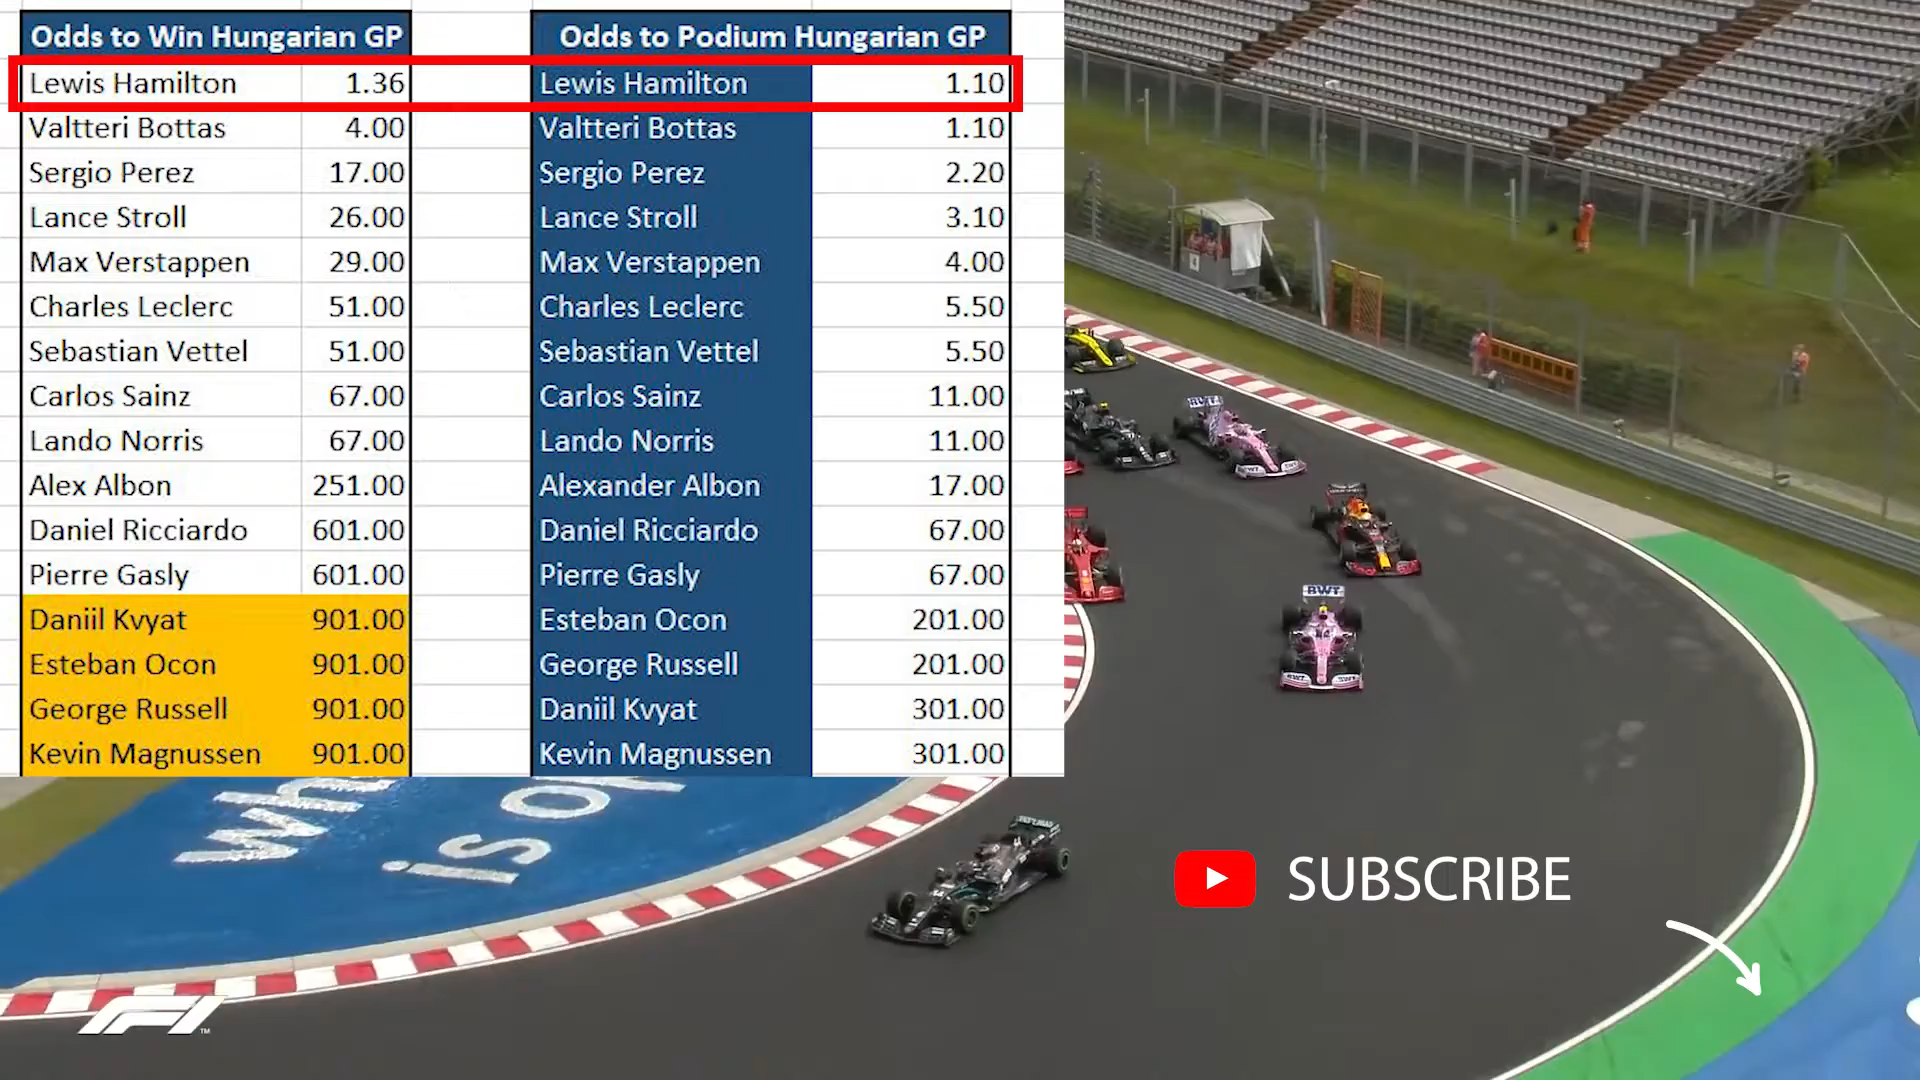 Odds to Win Hungarian GP
Lewis Hamilton 1.36
Valtteri Bottas 4.00
Sergio Perez 17.00
Lance Stroll 26.00
Max Verstappen 29.00
Charles Leclerc 51.00
Sebastian Vettel 51.00
Carlos Sainz 67.00
Lando Norris 67.00
Alex Albon 251.00
Daniel Ricciardo 601.00
Pierre Gasly 601.00
Daniil Kvyat 901.00
Esteban Ocon 901.00
George Russell 901.00
Kevin Magnussen 901.00
Odds to Podium Hungarian GP
Lewis Hamilton 1.10
Valtteri Bottas 1.10
Sergio Perez 2.20
Lance Stroll 3.10
Max Verstappen 4.00
Charles Leclerc 5.50
Sebastian Vettel 5.50
Carlos Sainz 11.00
Lando Norris 11.00
Alexander Albon 17.00
Daniel Ricciardo 67.00
Pierre Gasly 67.00
Esteban Ocon 201.00
George Russell 201.00
Daniil Kvyat 301.00
Kevin Magnussen 301.00
BWT
BWT
is
SUBSCRIBE
F1